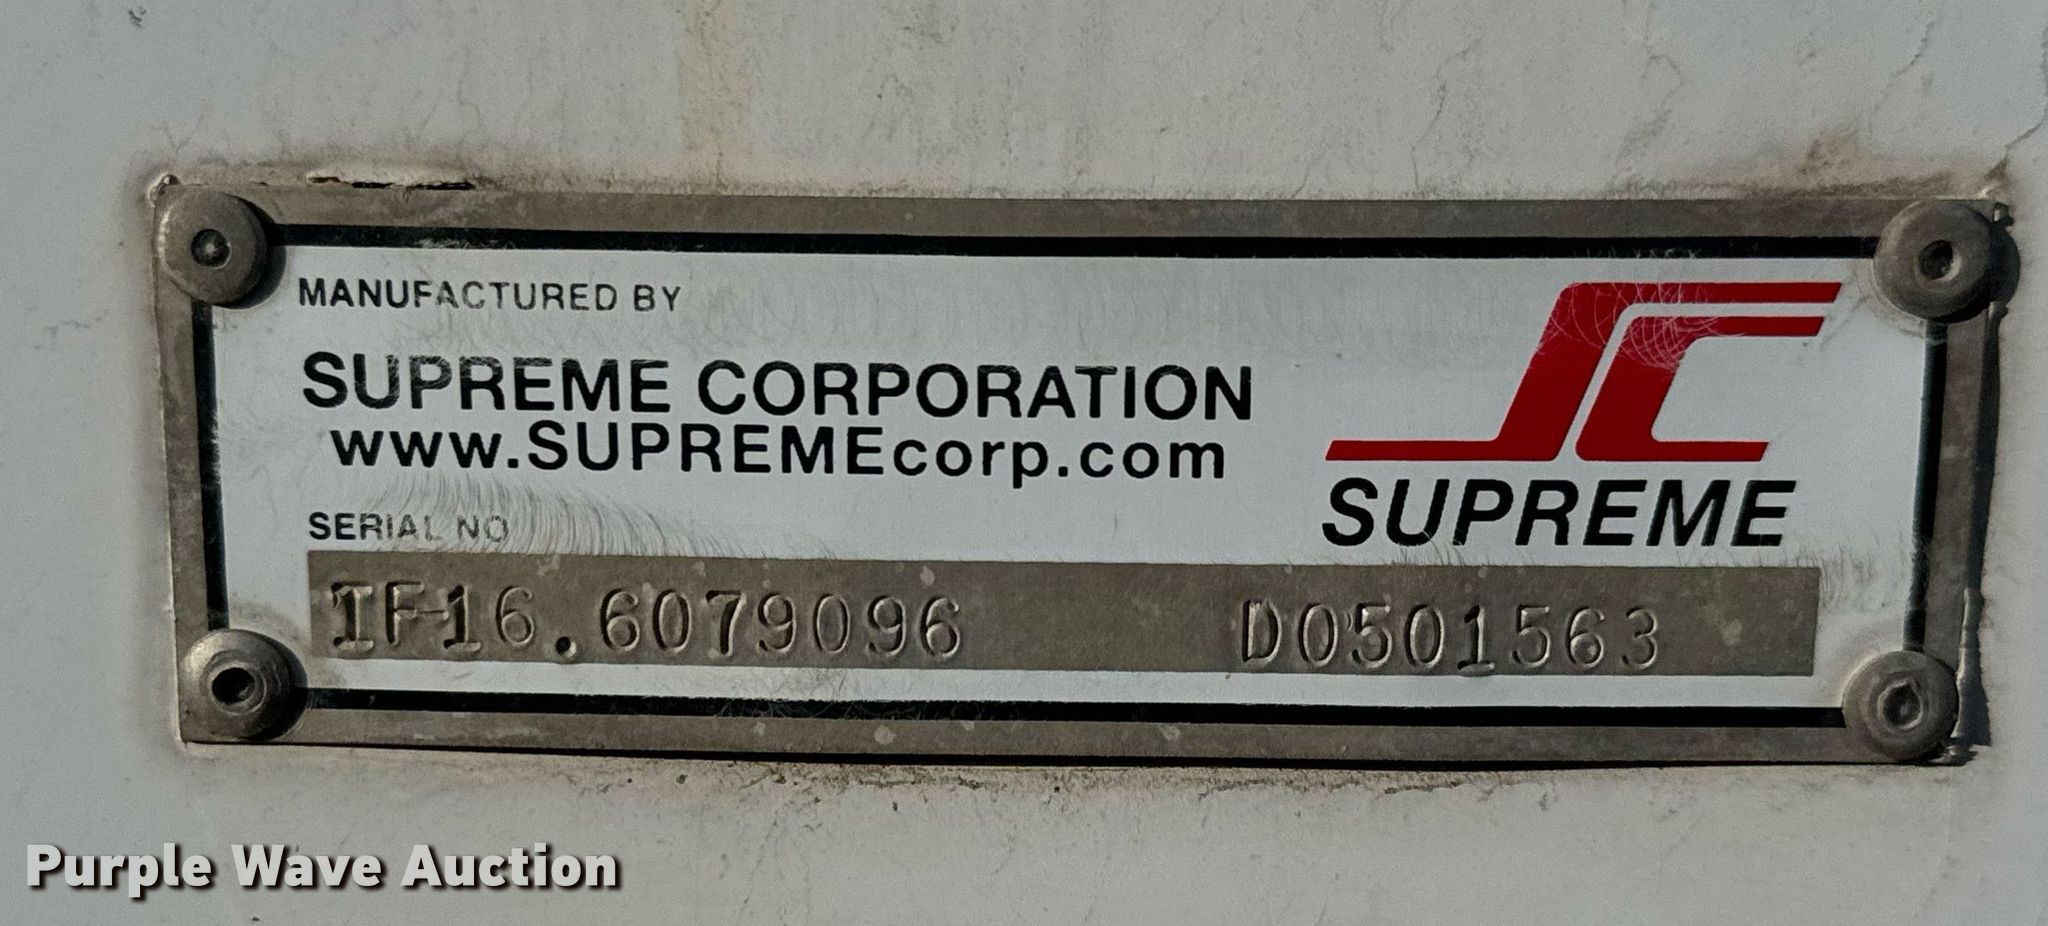 MANUFACTURED BY
SUPREME CORPORATION
www.SUPREMEcorp.com
SUPREME
SERIAL NO
IF16.6079096 D0501563
Purple Wave Auction